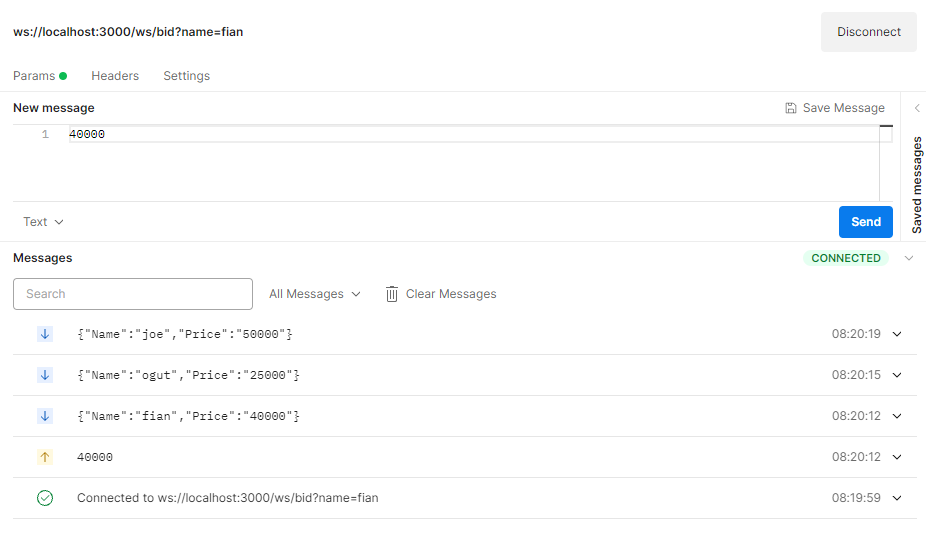 ws://localhost:3000/ws/bid?name=fian
Disconnect
Params Headers Settings
New message
Save Message
1 40000
Saved messages
Text
Send
Messages
CONNECTED
Search
All Messages
Clear Messages
{"Name":"joe","Price":"50000"} 08:20:19
{"Name":"ogut","Price":"25000"} 08:20:15
{"Name":"fian","Price":"40000"} 08:20:12
40000 08:20:12
Connected to ws://localhost:3000/ws/bid?name=fian 08:19:59